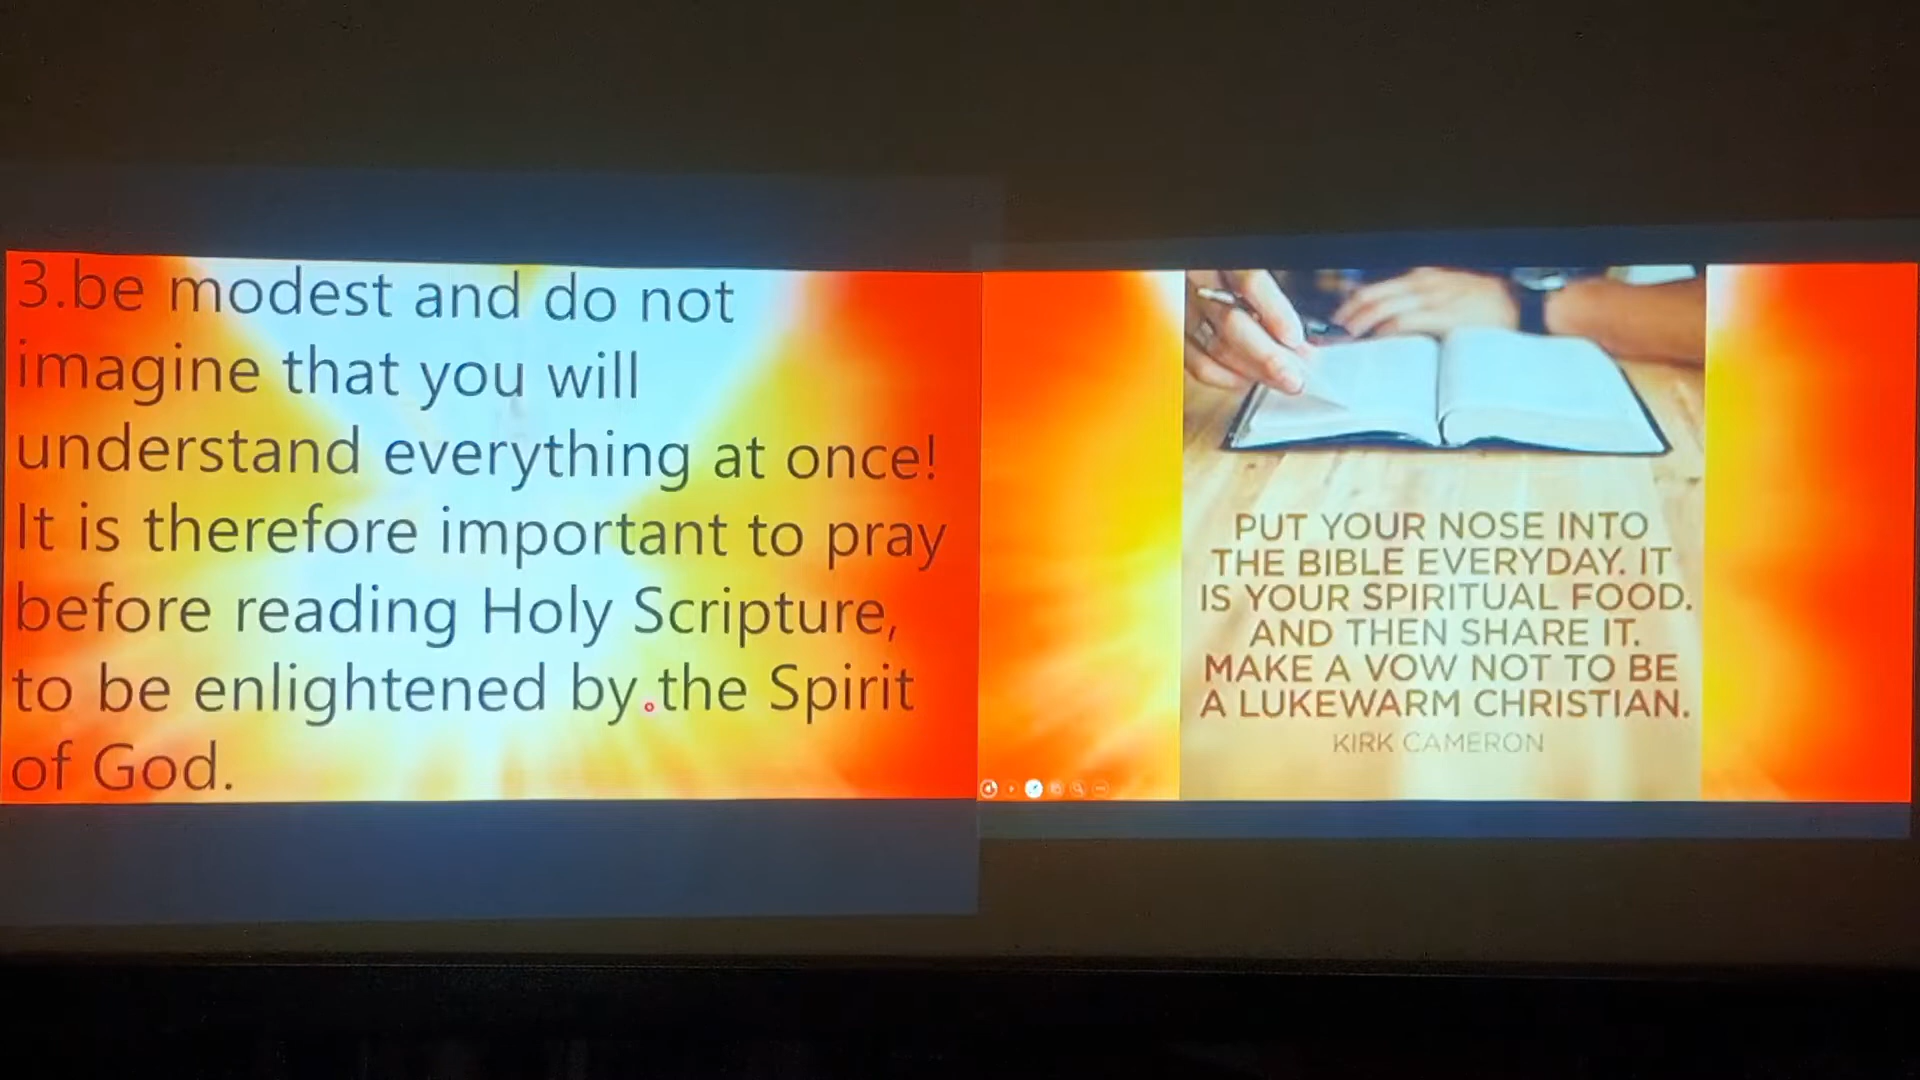 3.be modest and do not
imagine that you will
understand everything at once!
It is therefore important to pray
before reading Holy Scripture,
to be enlightened by the Spirit
of God.
PUT YOUR NOSE INTO
THE BIBLE EVERYDAY. IT
IS YOUR SPIRITUAL FOOD.
AND THEN SHARE IT.
MAKE A VOW NOT TO BE
A LUKEWARM CHRISTIAN.
KIRK CAMERON